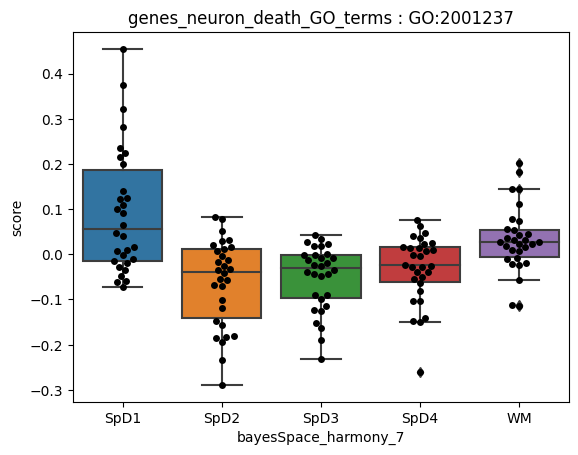 genes_neuron_death_GO_terms : GO:2001237
score
0.4
0.3
0.2
0.1
0.0
−0.1
−0.2
−0.3
SpD1 SpD2 SpD3 SpD4 WM
bayesSpace_harmony_7